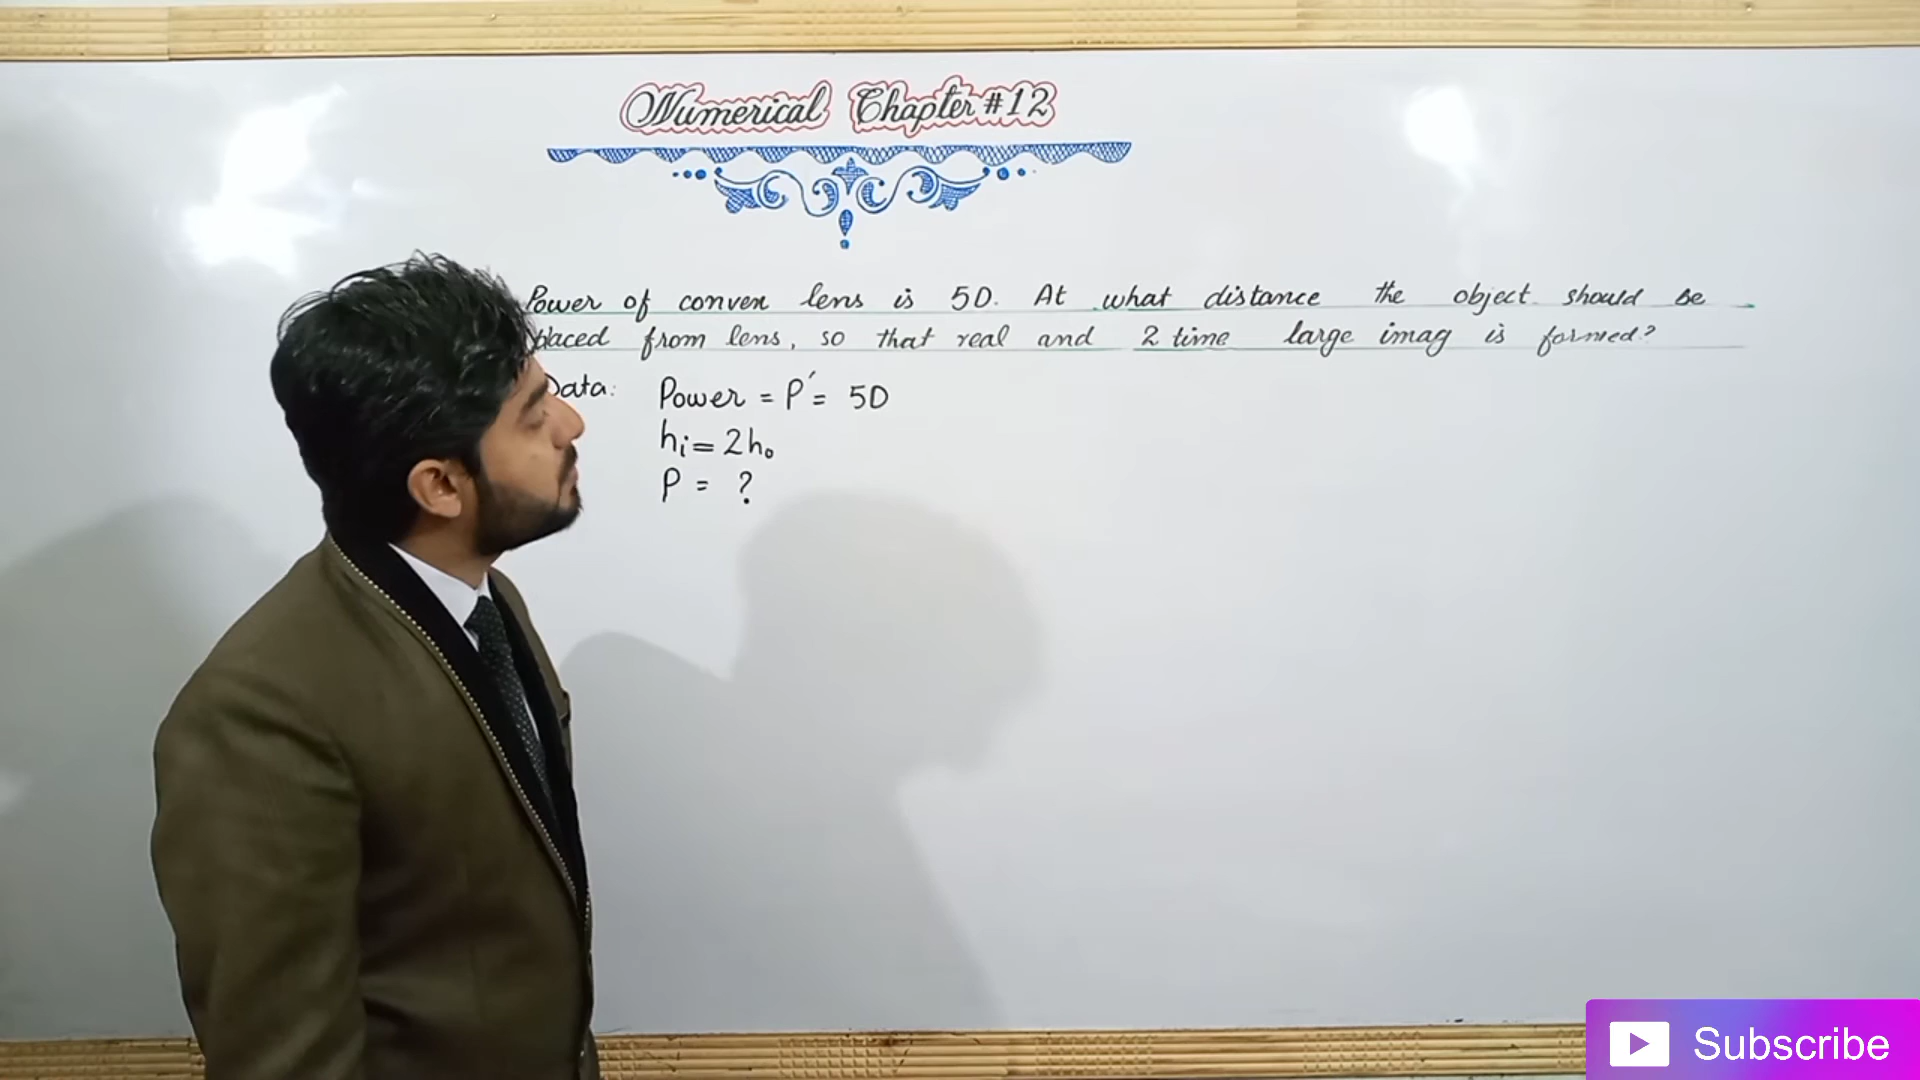 Numerical Chapter #12
Power of convex lens is 5D. At what distance the object should be
placed from lens, so that real and 2 time large imag is formed?
Data: Power = P' = 5D
hi = 2ho
P = ?
Subscribe